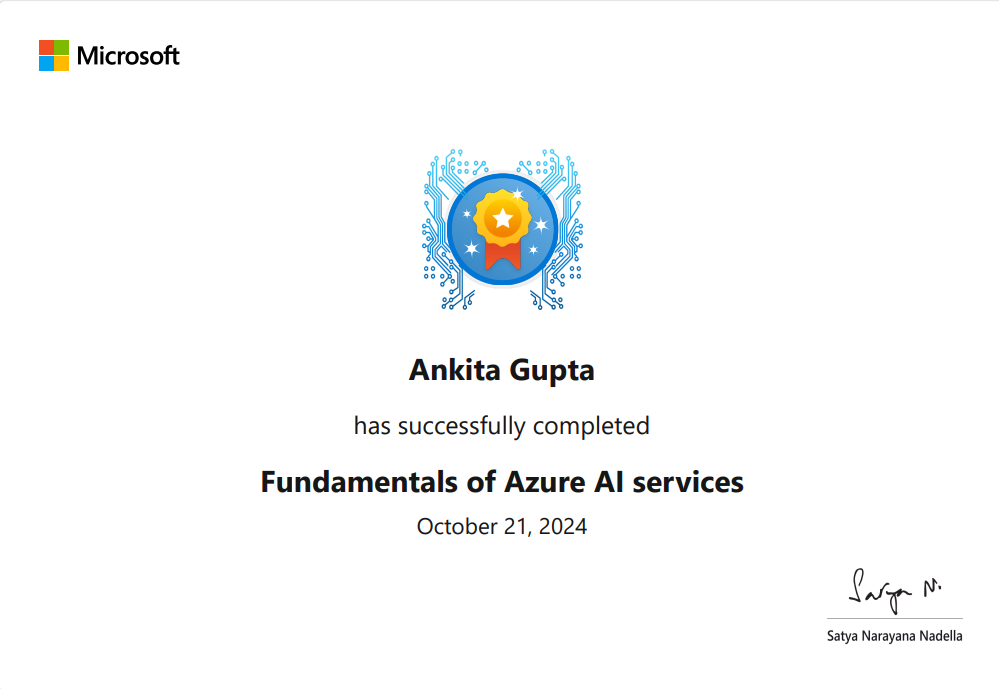 Microsoft
Ankita Gupta
has successfully completed
Fundamentals of Azure AI services
October 21, 2024
Satya N.
Satya Narayana Nadella